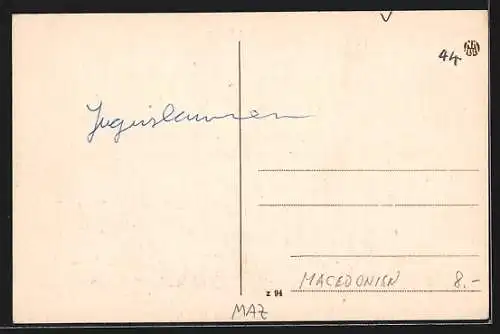 44
Jugoslawien
MACEDONIEN 8.-
z 94
MAZ